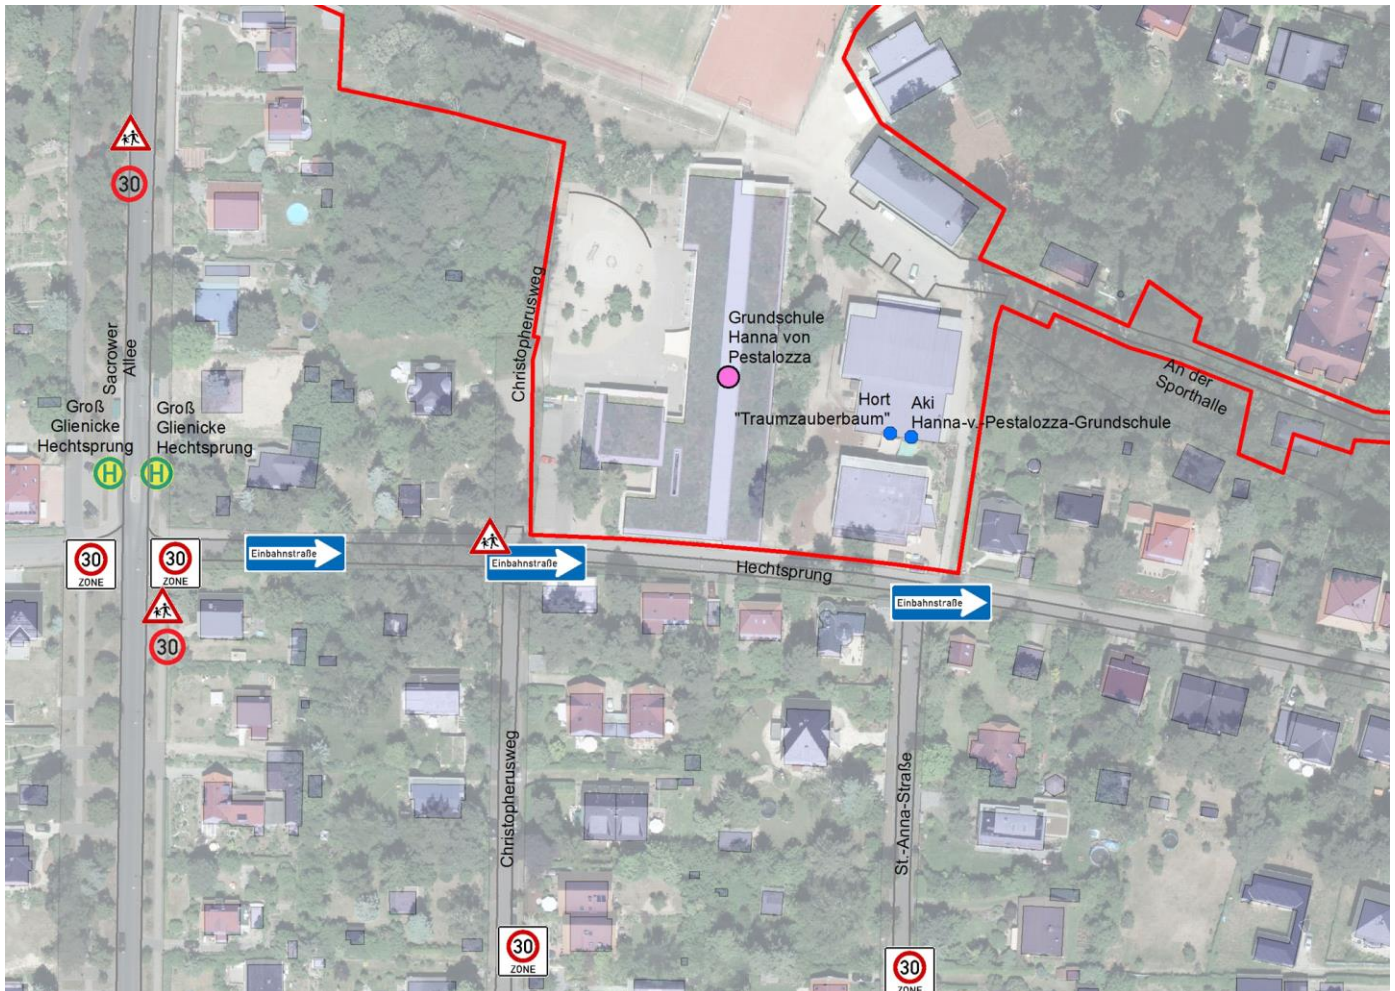 30
Sacrower
Allee
Christopherusweg
Grundschule
Hanna von
Pestalozza
An der
Sporthalle
Hort
"Traumzauberbaum"
Aki
Hanna-v.-Pestalozza-Grundschule
Groß
Glienicke
Hechtsprung
Groß
Glienicke
Hechtsprung
H
H
30
ZONE
30
ZONE
Einbahnstraße
Einbahnstraße
Hechtsprung
Einbahnstraße
30
Christopherusweg
St.-Anna-Straße
30
ZONE
30
ZONE